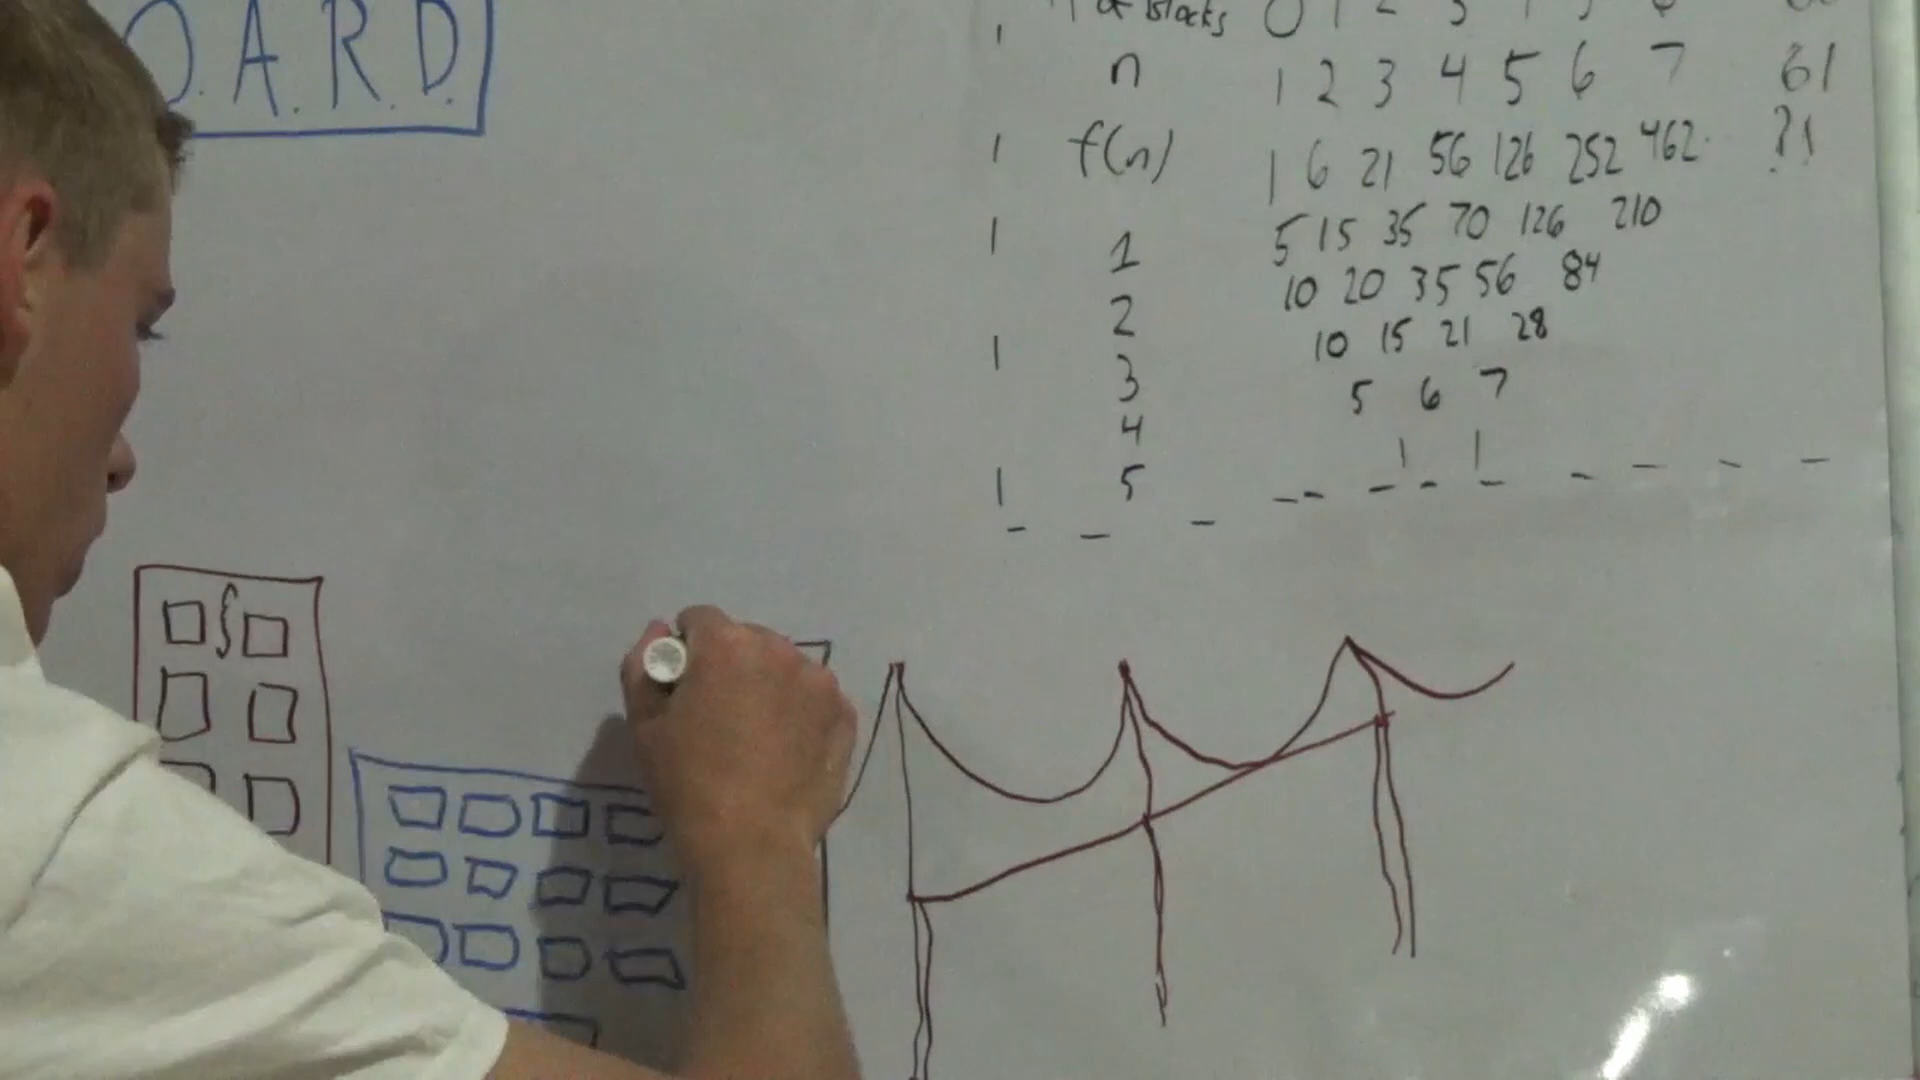 O.A.R.D.
# of Blocks 0 1 2 3 4 5 6 60
n 1 2 3 4 5 6 7 61
f(n) 1 6 21 56 126 252 462 ?!
1 5 15 35 70 126 210
2 10 20 35 56 84
3 10 15 21 28
4 5 6 7
5 1 1